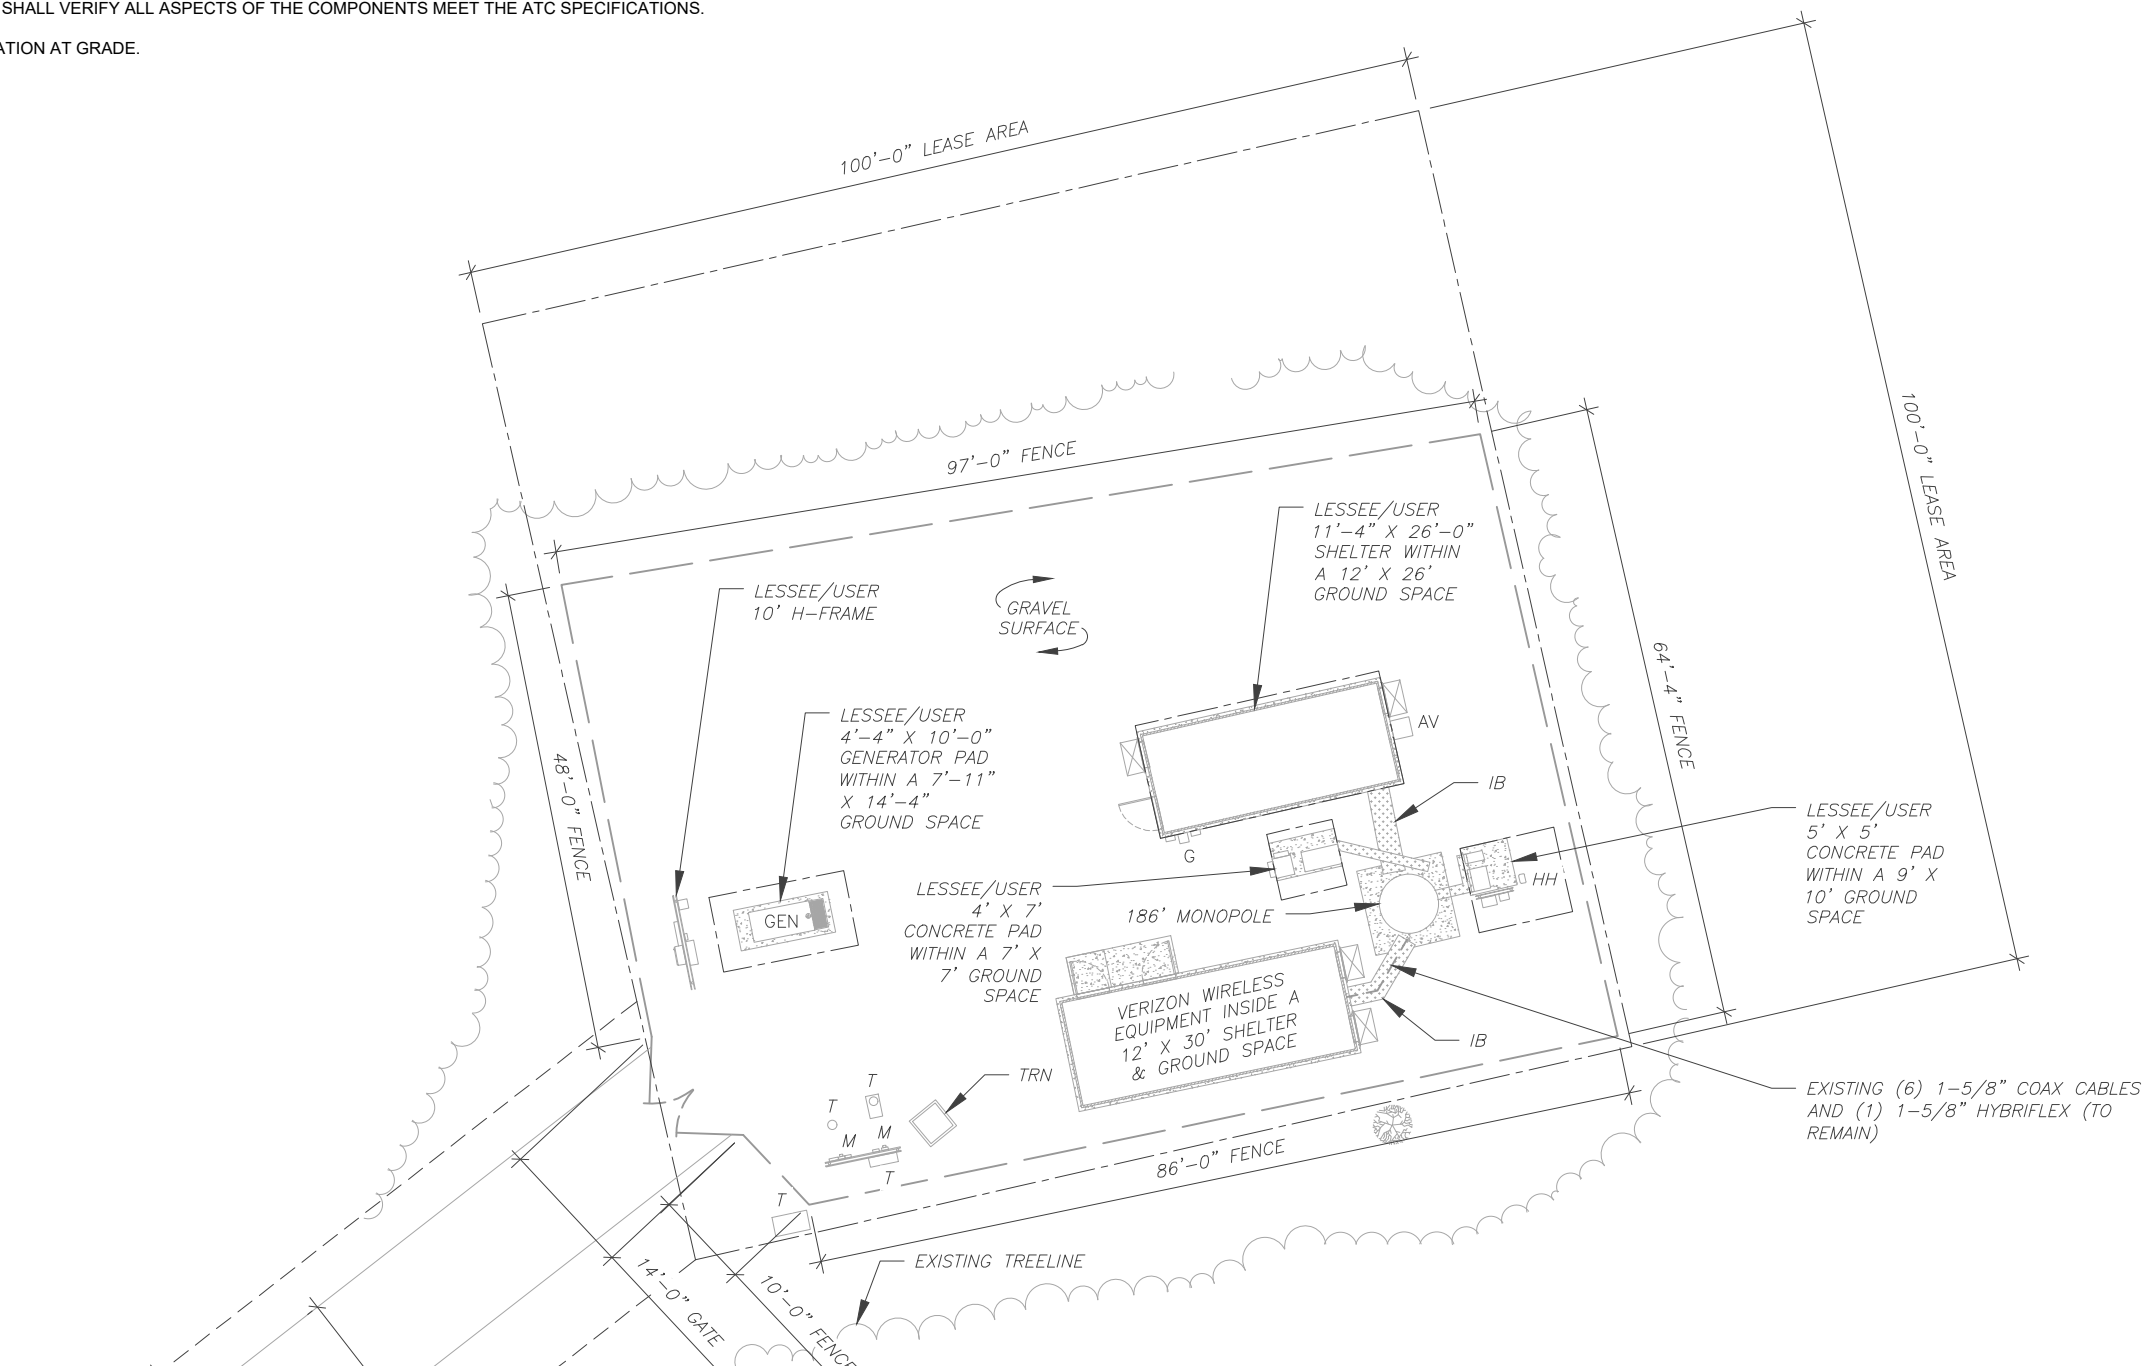 SHALL VERIFY ALL ASPECTS OF THE COMPONENTS MEET THE ATC SPECIFICATIONS.
ATION AT GRADE.
100'-0" LEASE AREA
100'-0" LEASE AREA
97'-0" FENCE
LESSEE/USER
11'-4" X 26'-0"
SHELTER WITHIN
A 12' X 26'
GROUND SPACE
LESSEE/USER
10' H-FRAME
GRAVEL
SURFACE
64'-4" FENCE
LESSEE/USER
4'-4" X 10'-0"
GENERATOR PAD
WITHIN A 7'-11"
X 14'-4"
GROUND SPACE
AV
48'-0" FENCE
IB
LESSEE/USER
5' X 5'
CONCRETE PAD
WITHIN A 9' X
10' GROUND
SPACE
G
HH
LESSEE/USER
4' X 7'
CONCRETE PAD
WITHIN A 7' X
7' GROUND
SPACE
186' MONOPOLE
GEN
VERIZON WIRELESS
EQUIPMENT INSIDE A
12' X 30' SHELTER
& GROUND SPACE
IB
TRN
T
T
M
M
T
T
EXISTING (6) 1-5/8" COAX CABLES
AND (1) 1-5/8" HYBRIFLEX (TO
REMAIN)
86'-0" FENCE
EXISTING TREELINE
14'-0" GATE
10'-0" FENCE